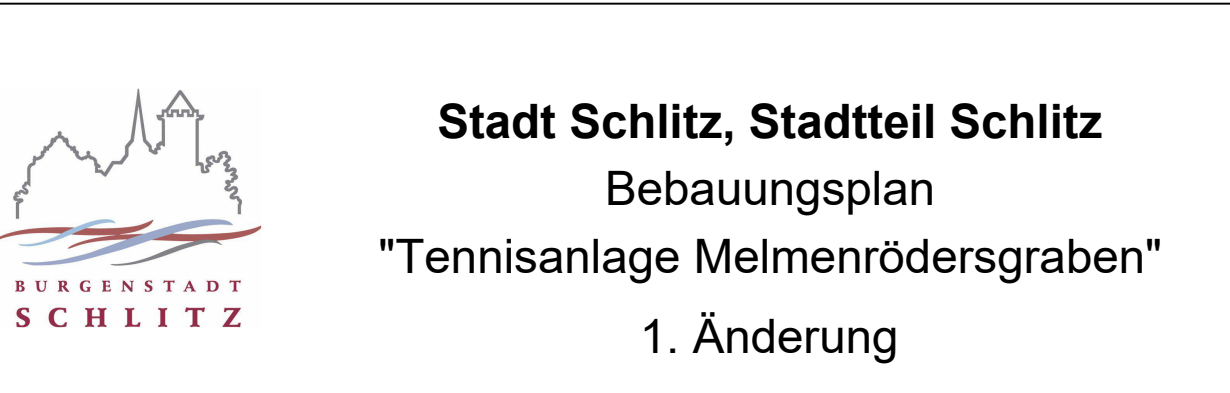 BURGENSTADT
SCHLITZ
Stadt Schlitz, Stadtteil Schlitz
Bebauungsplan
"Tennisanlage Melmenrödersgraben"
1. Änderung